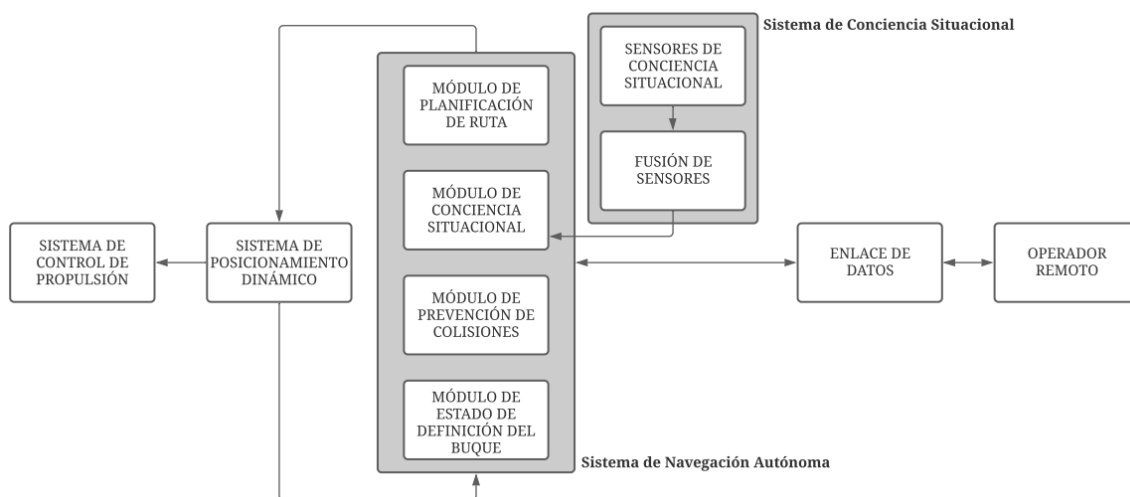 Sistema de Conciencia Situacional
SENSORES DE
CONCIENCIA
SITUACIONAL
FUSIÓN DE
SENSORES
MÓDULO DE
PLANIFICACIÓN
DE RUTA
MÓDULO DE
CONCIENCIA
SITUACIONAL
MÓDULO DE
PREVENCIÓN DE
COLISIONES
MÓDULO DE
ESTADO DE
DEFINICIÓN DEL
BUQUE
Sistema de Navegación Autónoma
SISTEMA DE
CONTROL DE
PROPULSIÓN
SISTEMA DE
POSICIONAMIENTO
DINÁMICO
ENLACE DE
DATOS
OPERADOR
REMOTO